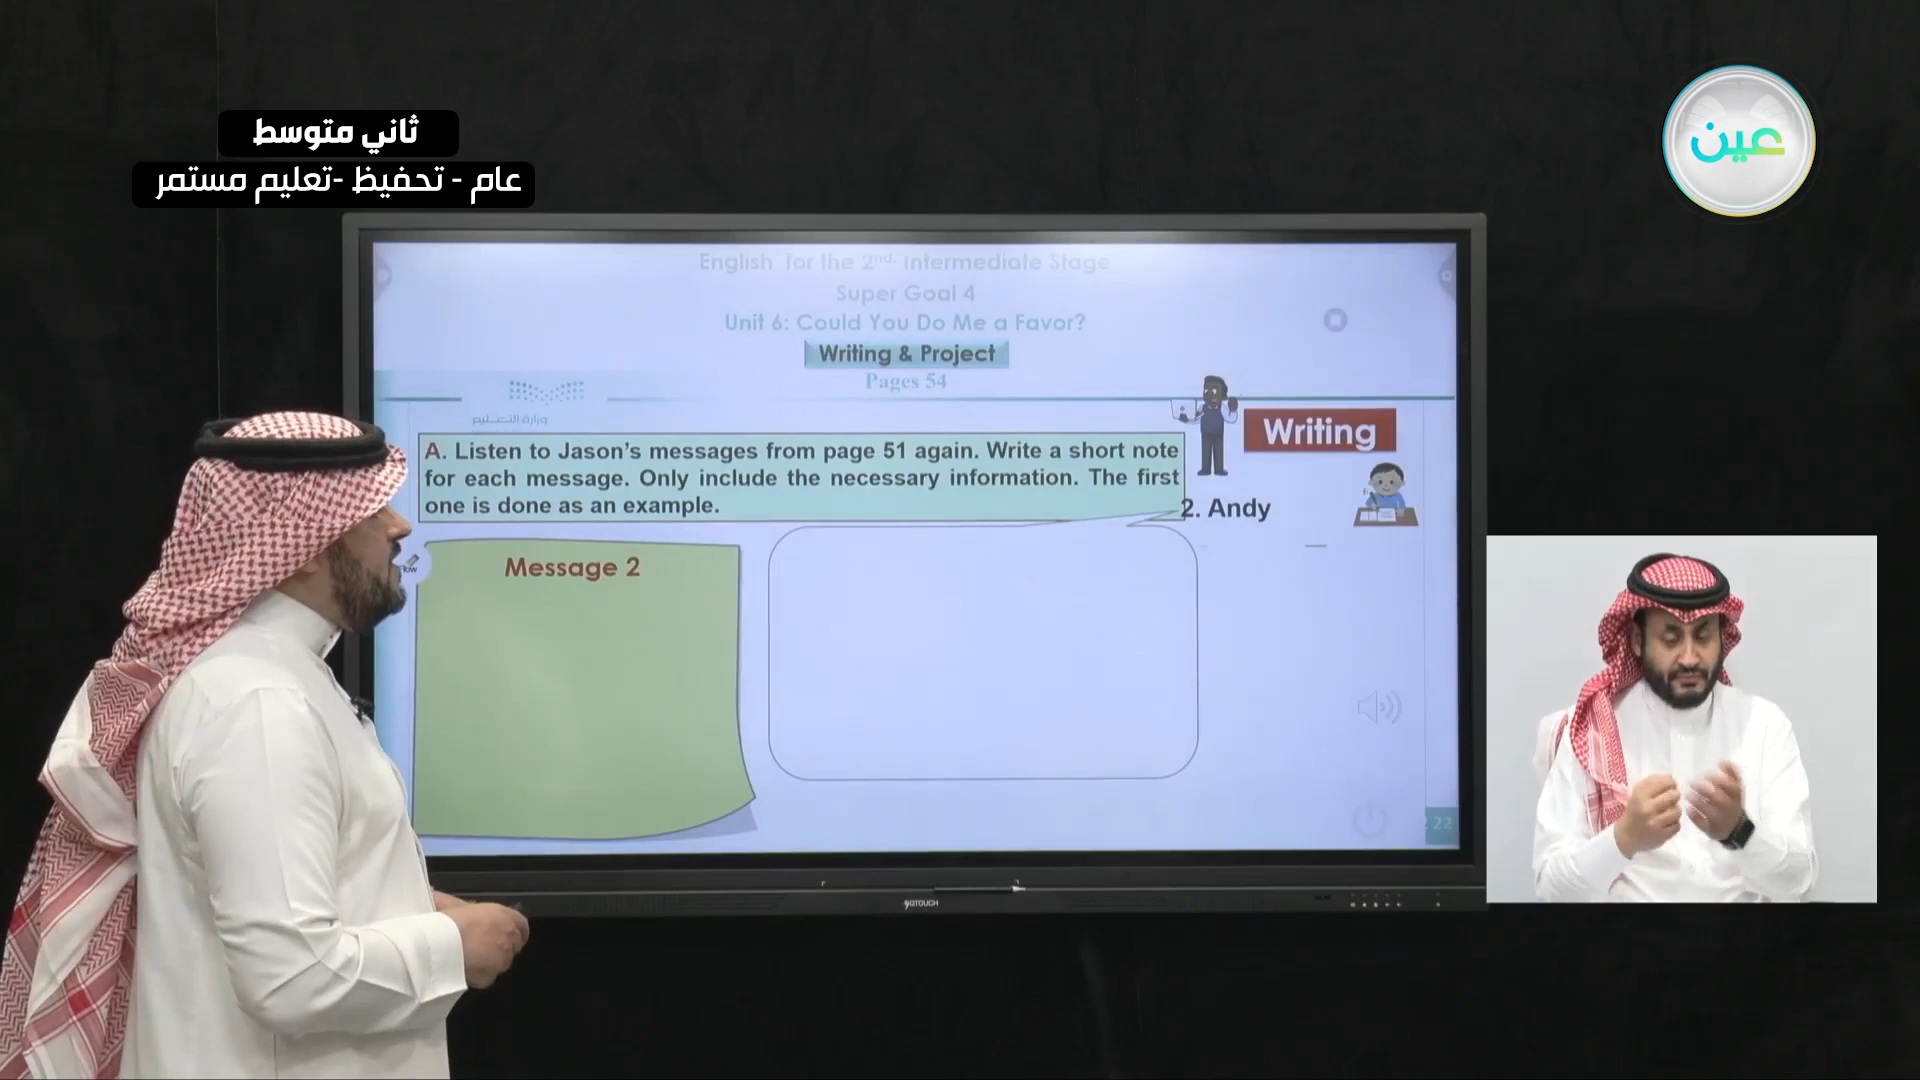 ثاني متوسط
عام - تحفيظ -تعليم مستمر
عين
English for the 2nd. Intermediate Stage
Super Goal 4
Unit 6: Could You Do Me a Favor?
Writing & Project
Pages 54
وزارة التعليم
Writing
A. Listen to Jason's messages from page 51 again. Write a short note
for each message. Only include the necessary information. The first
one is done as an example.
2. Andy
Message 2
22